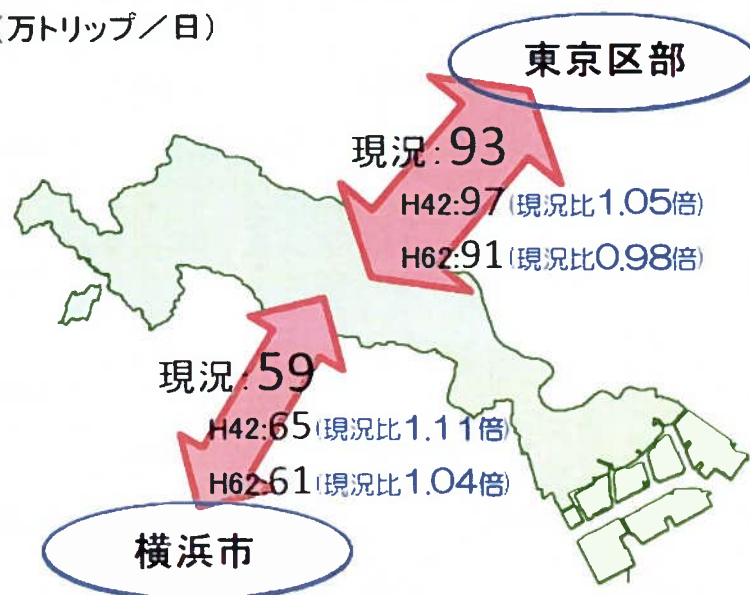 (万トリップ／日)
東京区部
現況:93
H42:97(現況比1.05倍)
H62:91(現況比0.98倍)
現況:59
H42:65(現況比1.11倍)
H62:61(現況比1.04倍)
横浜市